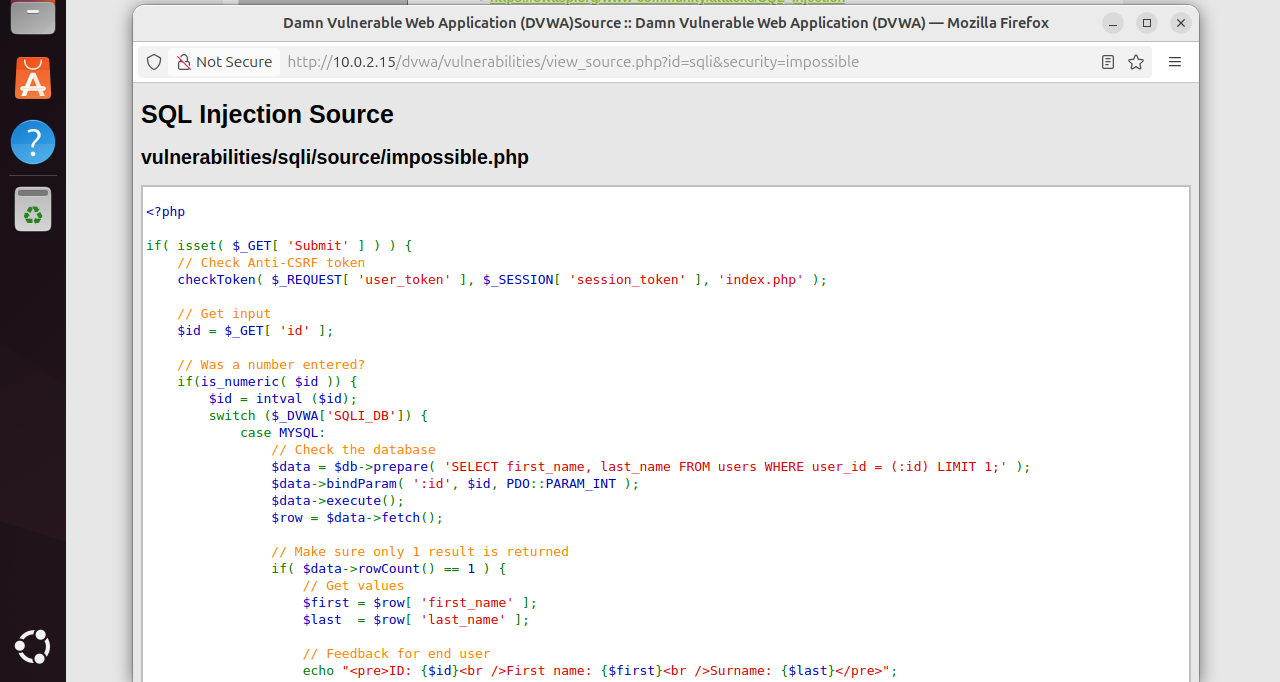 Damn Vulnerable Web Application (DVWA)Source :: Damn Vulnerable Web Application (DVWA) — Mozilla Firefox
Not Secure http://10.0.2.15/dvwa/vulnerabilities/view_source.php?id=sqli&security=impossible
SQL Injection Source
vulnerabilities/sqli/source/impossible.php
<?php
if( isset( $_GET[ 'Submit' ] ) ) {
    // Check Anti-CSRF token
    checkToken( $_REQUEST[ 'user_token' ], $_SESSION[ 'session_token' ], 'index.php' );
    // Get input
    $id = $_GET[ 'id' ];
    // Was a number entered?
    if(is_numeric( $id )) {
        $id = intval ($id);
        switch ($_DVWA['SQLI_DB']) {
            case MYSQL:
                // Check the database
                $data = $db->prepare( 'SELECT first_name, last_name FROM users WHERE user_id = (:id) LIMIT 1;' );
                $data->bindParam( ':id', $id, PDO::PARAM_INT );
                $data->execute();
                $row = $data->fetch();
                // Make sure only 1 result is returned
                if( $data->rowCount() == 1 ) {
                    // Get values
                    $first = $row[ 'first_name' ];
                    $last  = $row[ 'last_name' ];
                    // Feedback for end user
                    echo "<pre>ID: {$id}<br />First name: {$first}<br />Surname: {$last}</pre>";